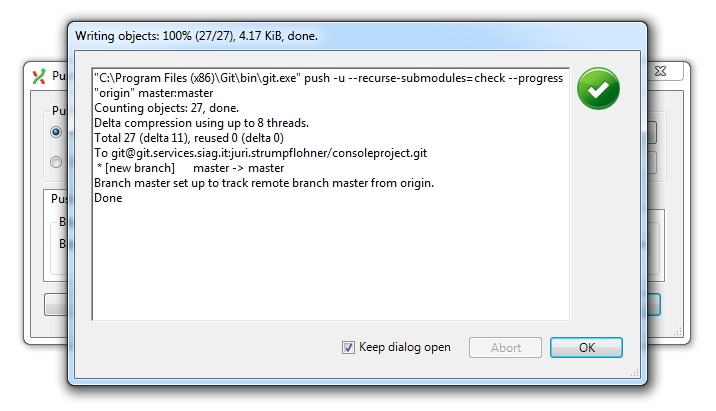 Writing objects: 100% (27/27), 4.17 KiB, done.
"C:\Program Files (x86)\Git\bin\git.exe" push -u --recurse-submodules=check --progress
"origin" master:master
Counting objects: 27, done.
Delta compression using up to 8 threads.
Total 27 (delta 11), reused 0 (delta 0)
To git@git.services.siag.it:juri.strumpflohner/consoleproject.git
* [new branch] master -> master
Branch master set up to track remote branch master from origin.
Done
Keep dialog open
Abort
OK